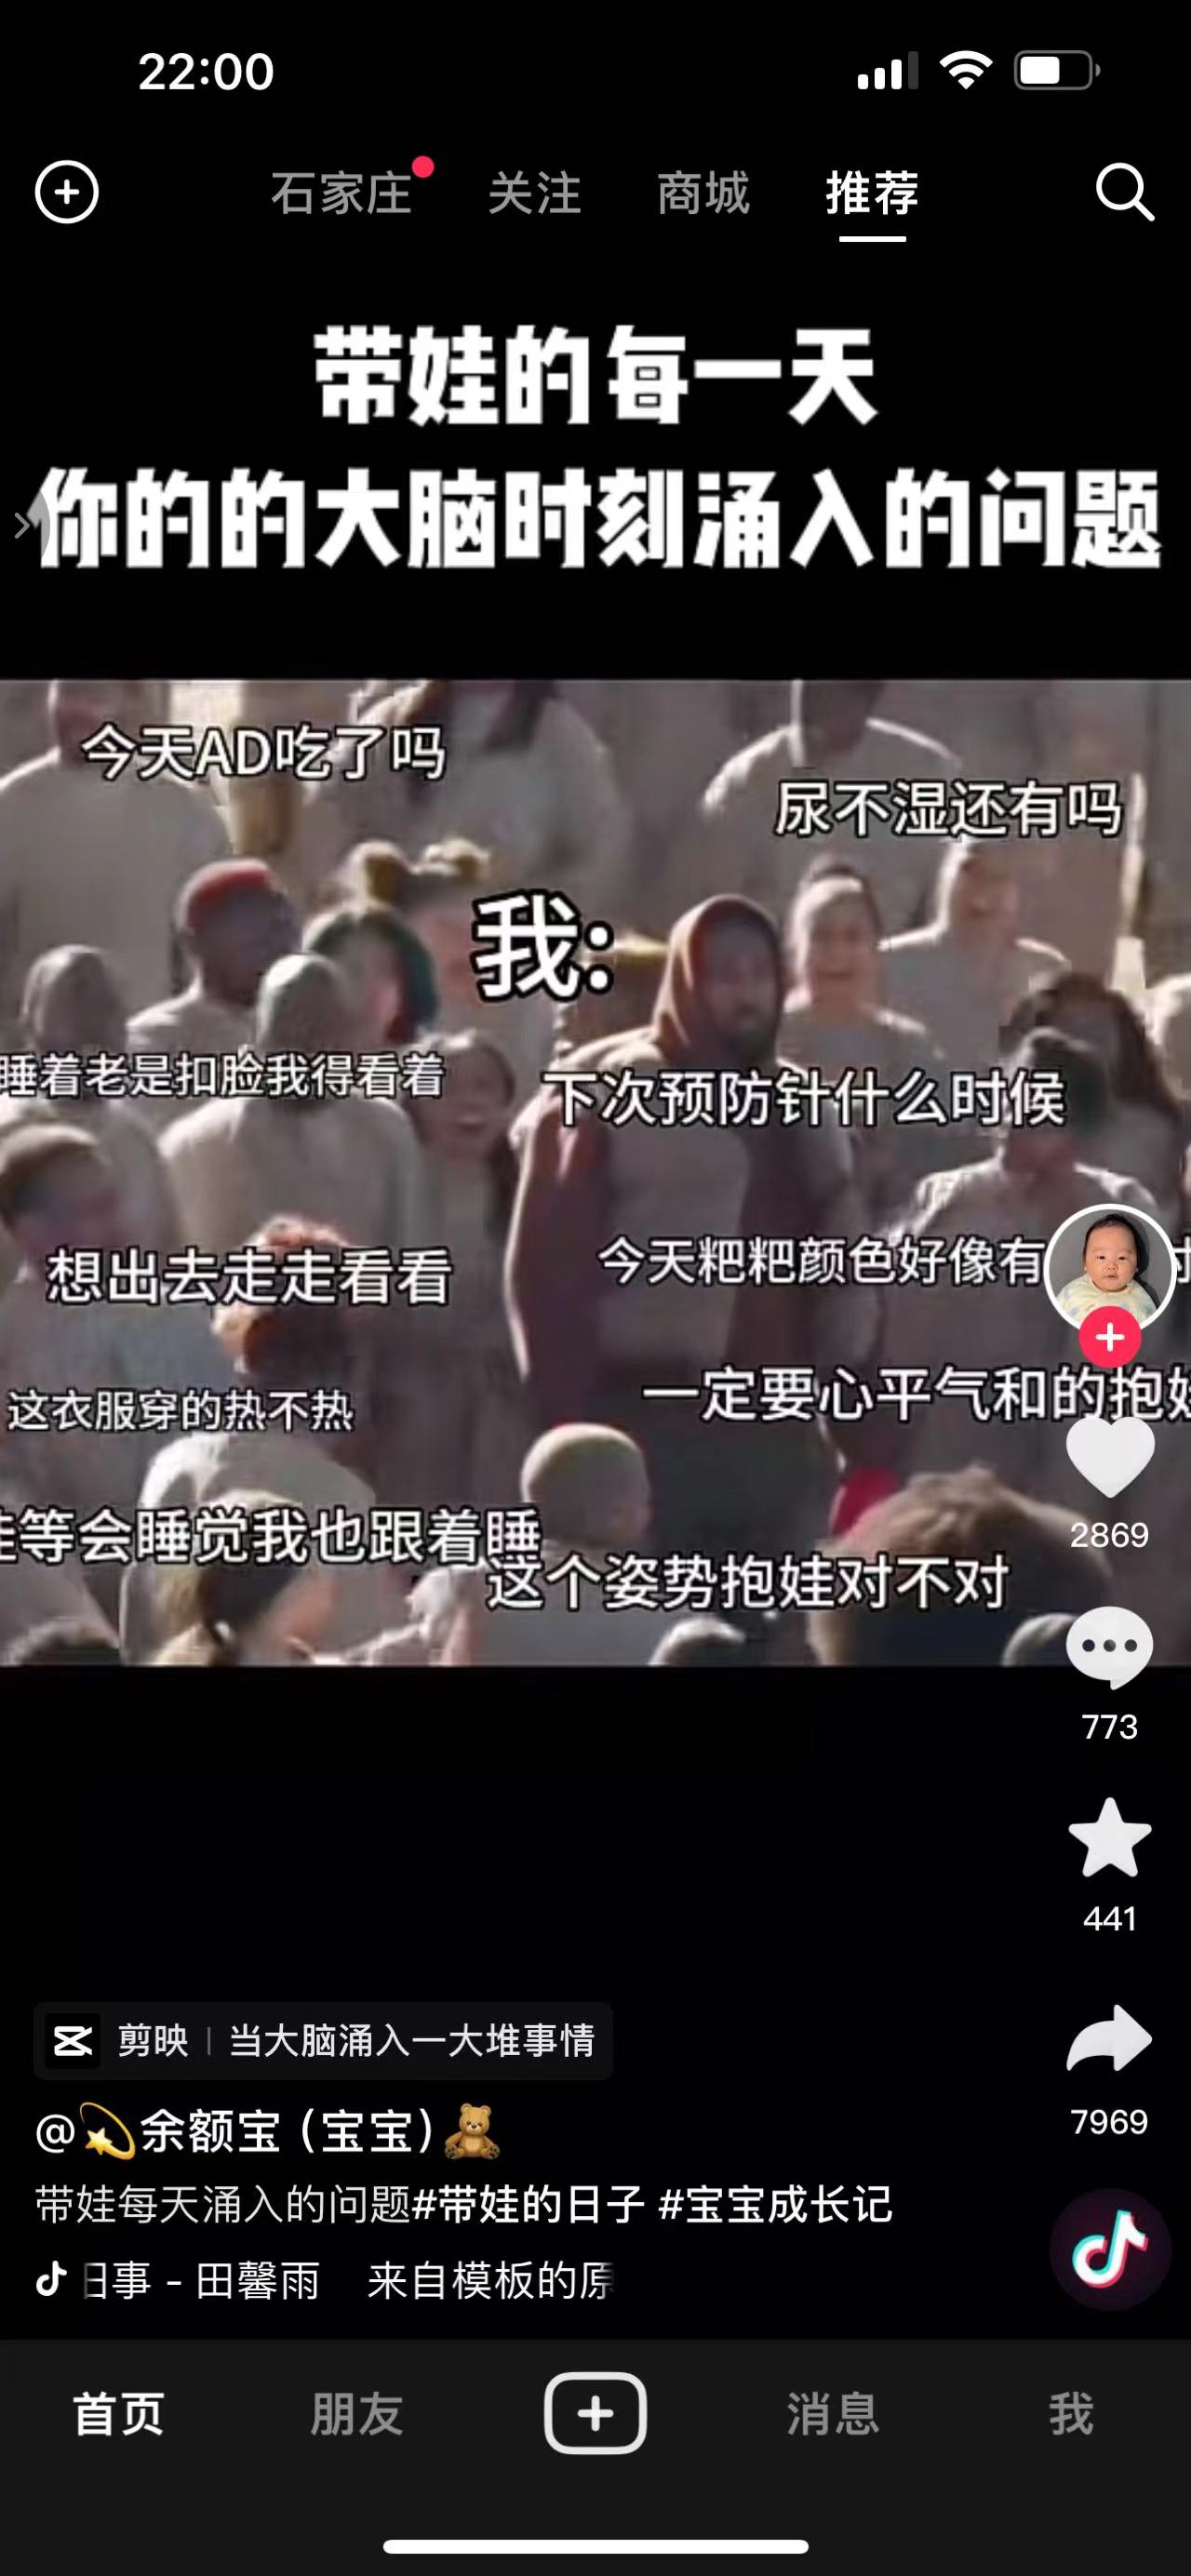 22:00
石家庄 关注 商城 推荐
带娃的每一天
你的的大脑时刻涌入的问题
今天AD吃了吗
尿不湿还有吗
我:
睡着老是扣脸我得看着
下次预防针什么时候
想出去走走看看
今天粑粑颜色好像有
这衣服穿的热不热
一定要心平气和的抱
等会睡觉我也跟着睡
这个姿势抱娃对不对
2869
773
441
7969
剪映 | 当大脑涌入一大堆事情
@💫余额宝(宝宝)🧸
带娃每天涌入的问题#带娃的日子 #宝宝成长记
事 - 田馨雨 来自模板的
首页 朋友 消息 我